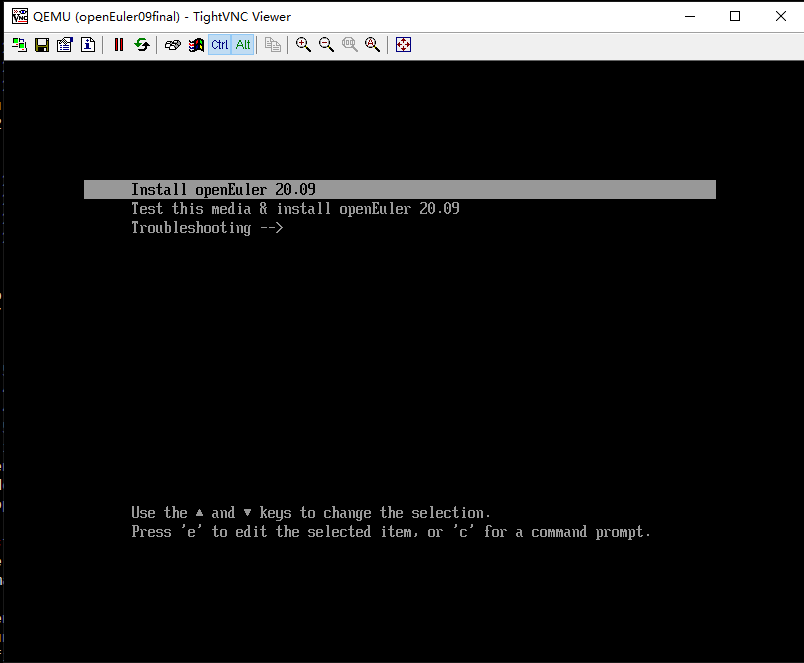 QEMU (openEuler09final) - TightVNC Viewer
Ctrl Alt
Install openEuler 20.09
Test this media & install openEuler 20.09
Troubleshooting -->
Use the ▲ and ▼ keys to change the selection.
Press 'e' to edit the selected item, or 'c' for a command prompt.